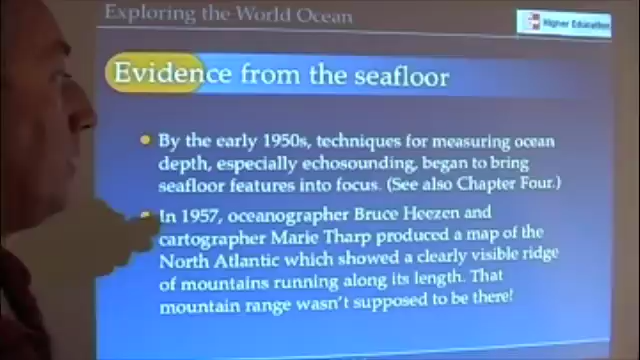 Exploring the World Ocean
Higher Education
Evidence from the seafloor
By the early 1950s, techniques for measuring ocean
depth, especially echosounding, began to bring
seafloor features into focus. (See also Chapter Four.)
In 1957, oceanographer Bruce Heezen and
cartographer Marie Tharp produced a map of the
North Atlantic which showed a clearly visible ridge
of mountains running along its length. That
mountain range wasn't supposed to be there!